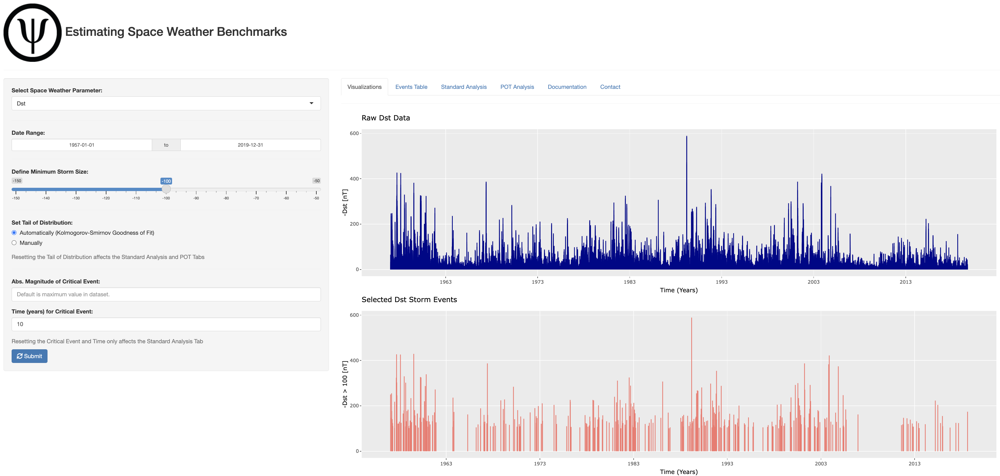 ψ
Estimating Space Weather Benchmarks
Select Space Weather Parameter:
Dst
Date Range:
1957-01-01 to 2019-12-31
Define Minimum Storm Size:
-150 -100 -50
-150 -140 -130 -120 -110 -100 -90 -80 -70 -60 -50
Set Tail of Distribution:
Automatically (Kolmogorov-Smirnov Goodness of Fit)
Manually
Resetting the Tail of Distribution affects the Standard Analysis and POT Tabs
Abs. Magnitude of Critical Event:
Default is maximum value in dataset.
Time (years) for Critical Event:
10
Resetting the Critical Event and Time only affects the Standard Analysis Tab
Submit
Visualizations Events Table Standard Analysis POT Analysis Documentation Contact
Raw Dst Data
-Dst [nT]
600
400
200
0
1963 1973 1983 1993 2003 2013
Time (Years)
Selected Dst Storm Events
-Dst > 100 [nT]
600
400
200
0
1963 1973 1983 1993 2003 2013
Time (Years)